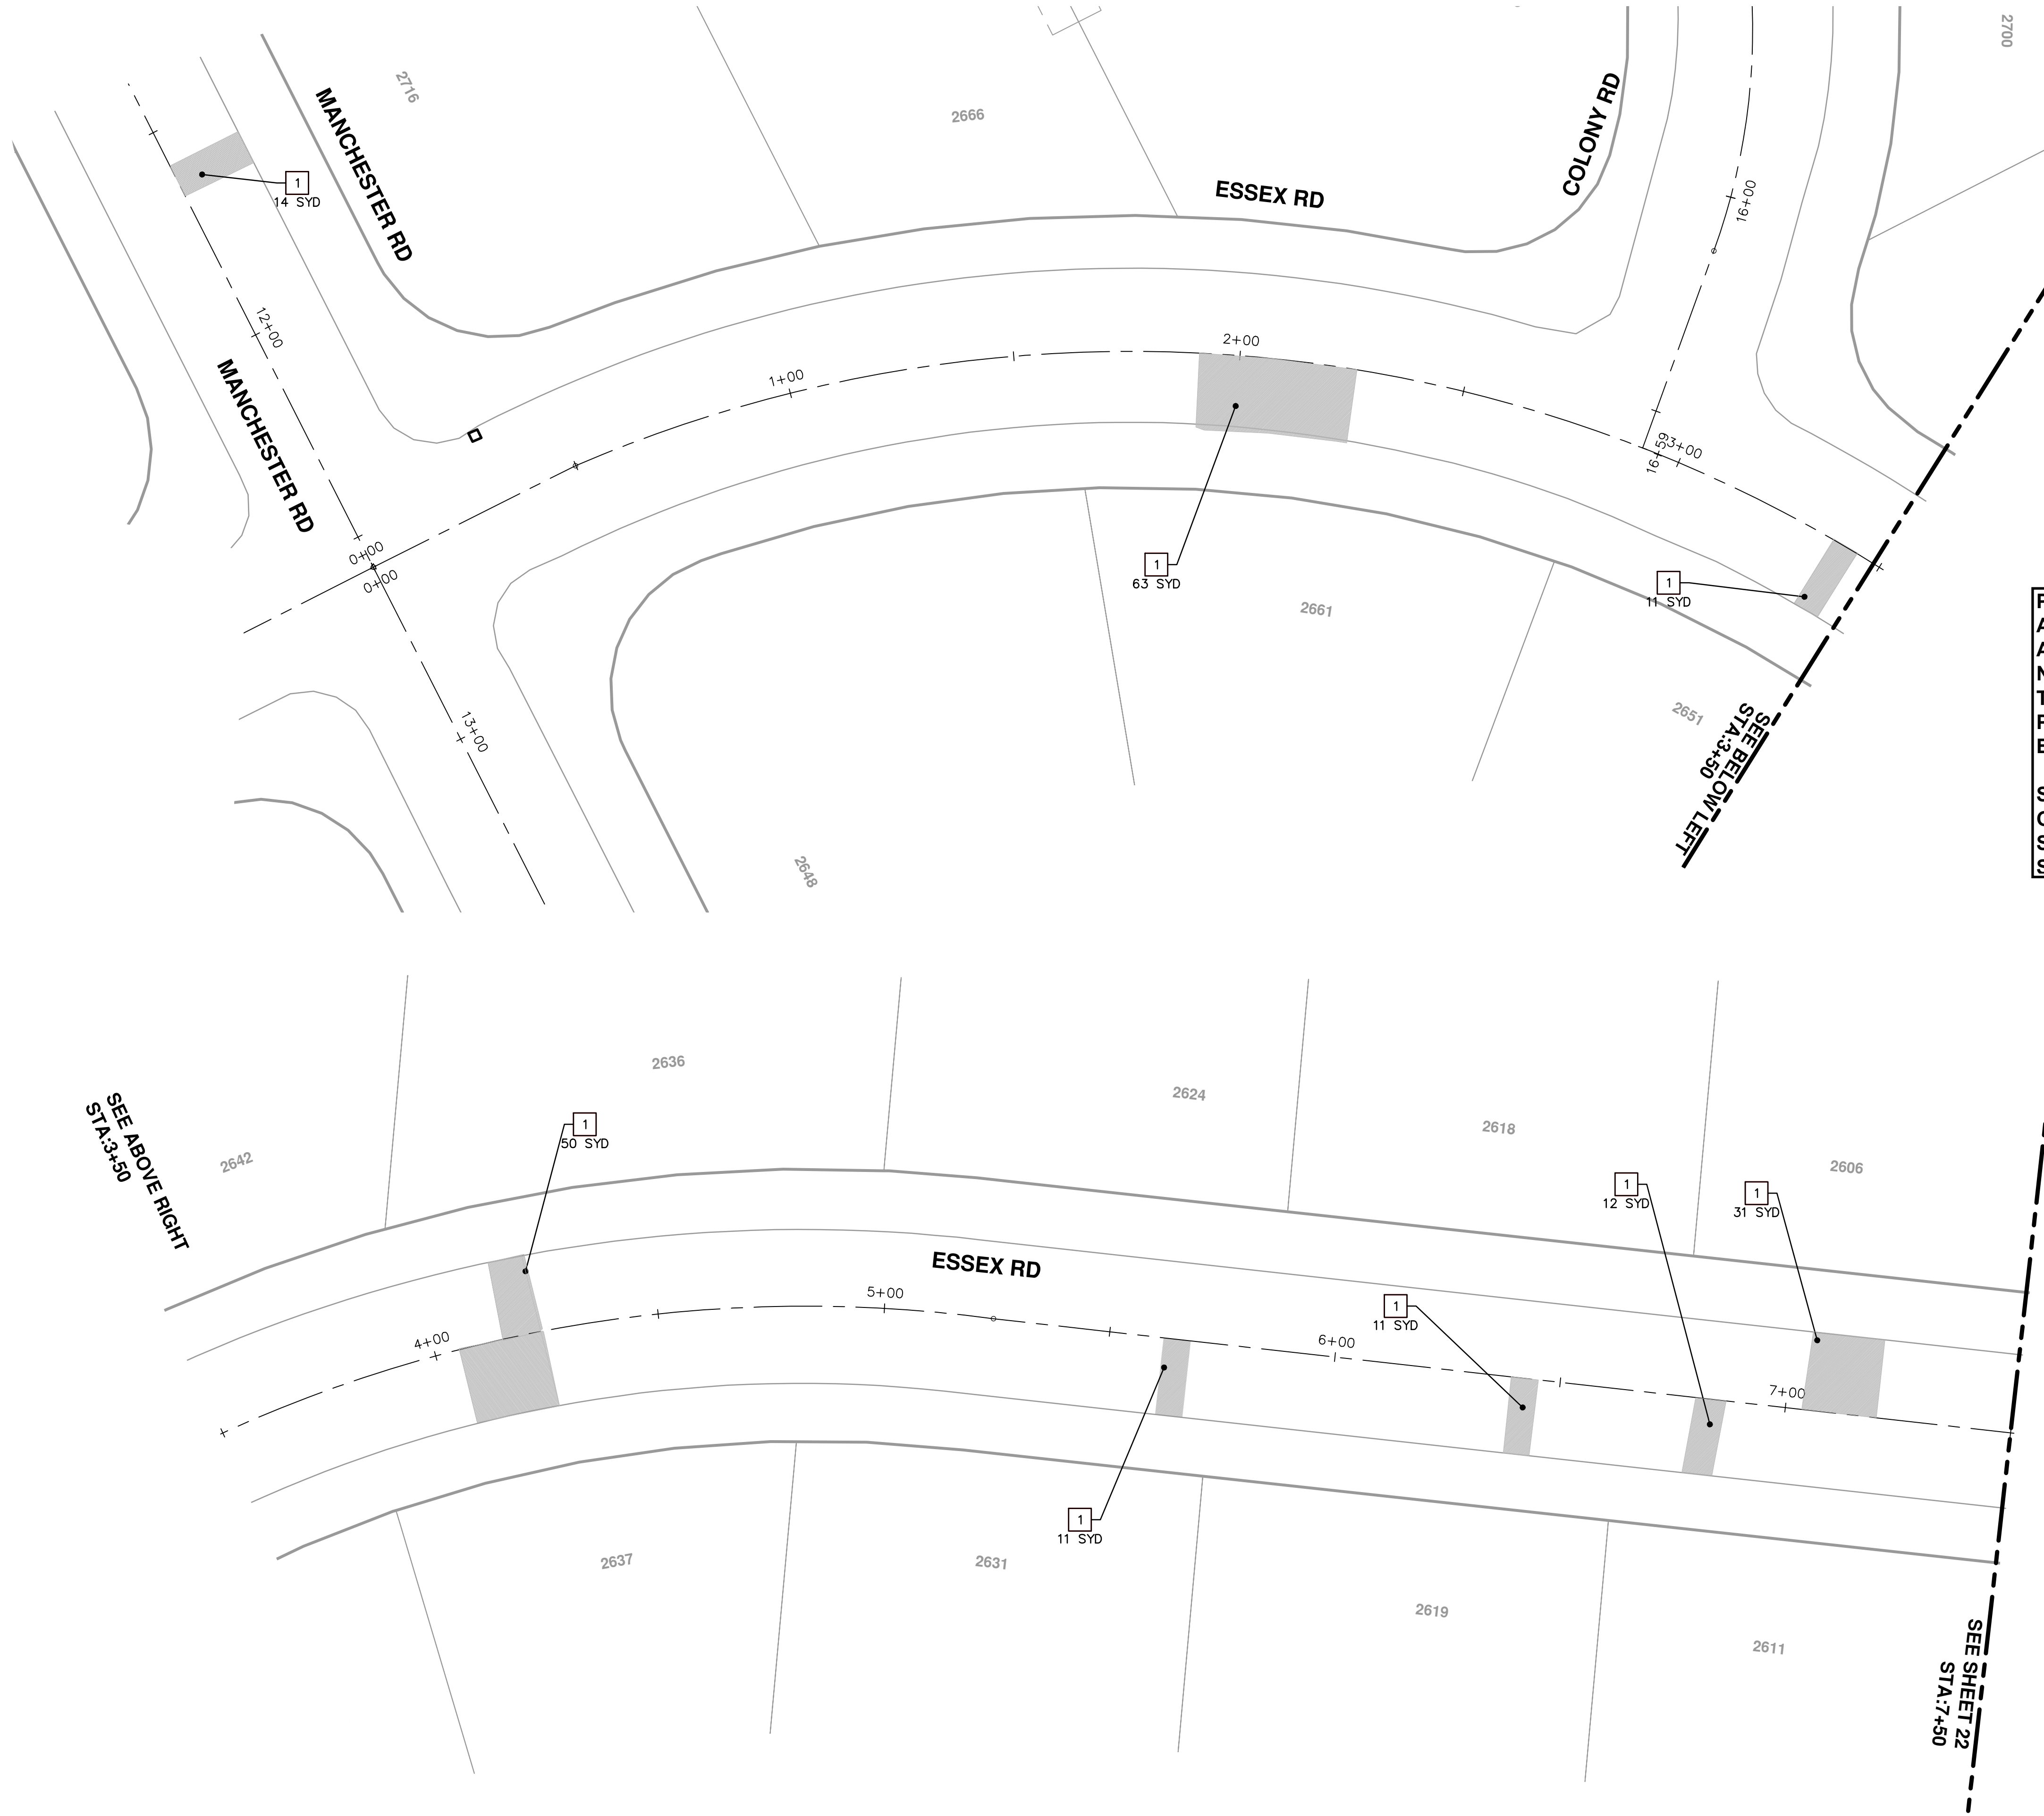 2716
MANCHESTER RD
2666
COLONY RD
2700
ESSEX RD
1
14 SYD
16+00
12+00
MANCHESTER RD
1+00
2+00
16+59
3+00
0+00
0+00
1
63 SYD
1
11 SYD
2661
2651
13+00
SEE BELOW LEFT
STA:3+50
2648
2636
2624
2618
2606
SEE ABOVE RIGHT
STA:3+50
2642
1
50 SYD
1
12 SYD
1
31 SYD
ESSEX RD
4+00
5+00
1
11 SYD
6+00
7+00
1
11 SYD
2637
2631
2619
2611
SEE SHEET 22
STA:7+50